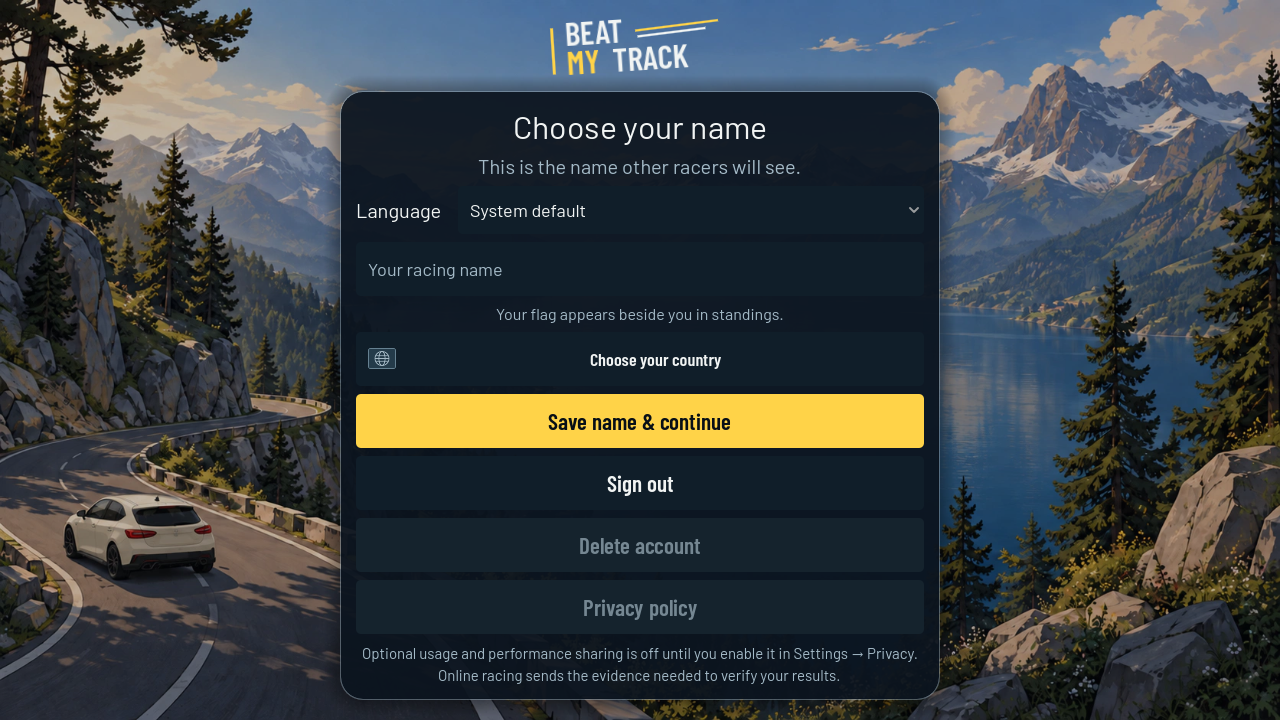 BEAT
MY TRACK
Choose your name
This is the name other racers will see.
Language System default
Your racing name
Your flag appears beside you in standings.
Choose your country
Save name & continue
Sign out
Delete account
Privacy policy
Optional usage and performance sharing is off until you enable it in Settings → Privacy.
Online racing sends the evidence needed to verify your results.